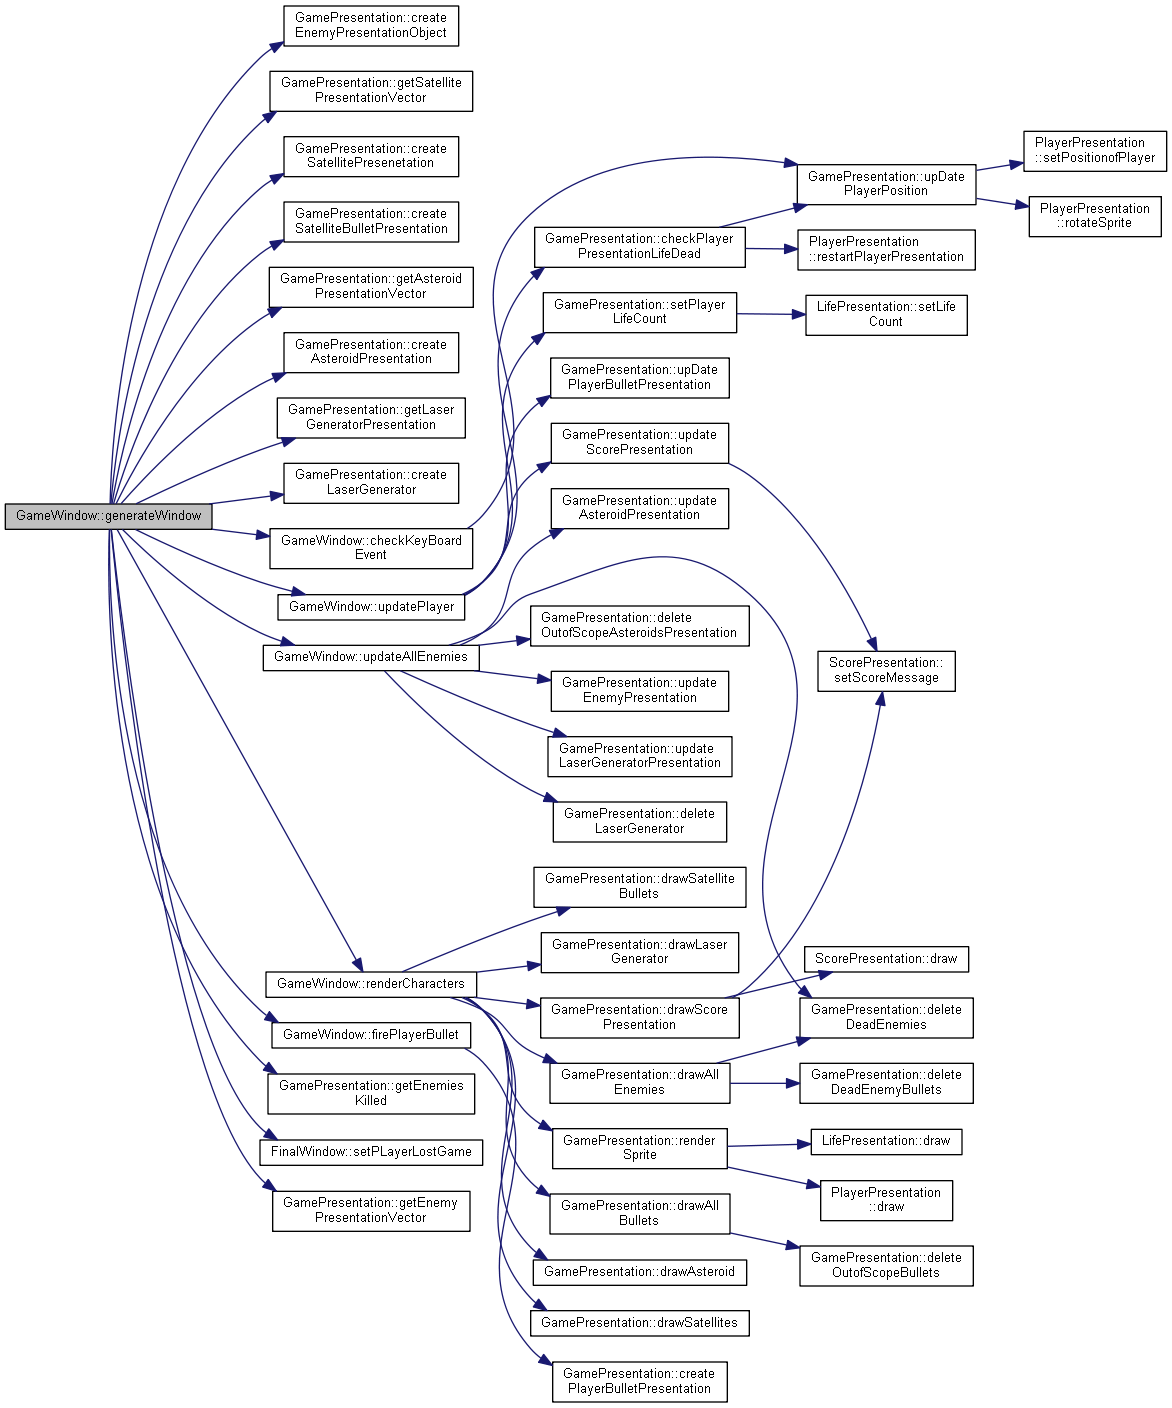 GamePresentation::create
EnemyPresentationObject
GamePresentation::getSatellite
PresentationVector
GamePresentation::create
SatellitePresenetation
GamePresentation::create
SatelliteBulletPresentation
GamePresentation::getAsteroid
PresentationVector
GamePresentation::create
AsteroidPresentation
GamePresentation::getLaser
GeneratorPresentation
GamePresentation::create
LaserGenerator
GameWindow::generateWindow
GameWindow::checkKeyBoard
Event
GameWindow::updatePlayer
GameWindow::updateAllEnemies
GameWindow::renderCharacters
GameWindow::firePlayerBullet
GamePresentation::getEnemies
Killed
FinalWindow::setPLayerLostGame
GamePresentation::getEnemy
PresentationVector
GamePresentation::checkPlayer
PresentationLifeDead
GamePresentation::setPlayer
LifeCount
GamePresentation::upDate
PlayerBulletPresentation
GamePresentation::update
ScorePresentation
GamePresentation::update
AsteroidPresentation
GamePresentation::delete
OutofScopeAsteroidsPresentation
GamePresentation::update
EnemyPresentation
GamePresentation::update
LaserGeneratorPresentation
GamePresentation::delete
LaserGenerator
GamePresentation::drawSatellite
Bullets
GamePresentation::drawLaser
Generator
GamePresentation::drawScore
Presentation
GamePresentation::drawAll
Enemies
GamePresentation::render
Sprite
GamePresentation::drawAll
Bullets
GamePresentation::drawAsteroid
GamePresentation::drawSatellites
GamePresentation::create
PlayerBulletPresentation
GamePresentation::upDate
PlayerPosition
PlayerPresentation
::restartPlayerPresentation
LifePresentation::setLife
Count
ScorePresentation::
setScoreMessage
ScorePresentation::draw
GamePresentation::delete
DeadEnemies
GamePresentation::delete
DeadEnemyBullets
LifePresentation::draw
PlayerPresentation
::draw
GamePresentation::delete
OutofScopeBullets
PlayerPresentation
::setPositionofPlayer
PlayerPresentation
::rotateSprite